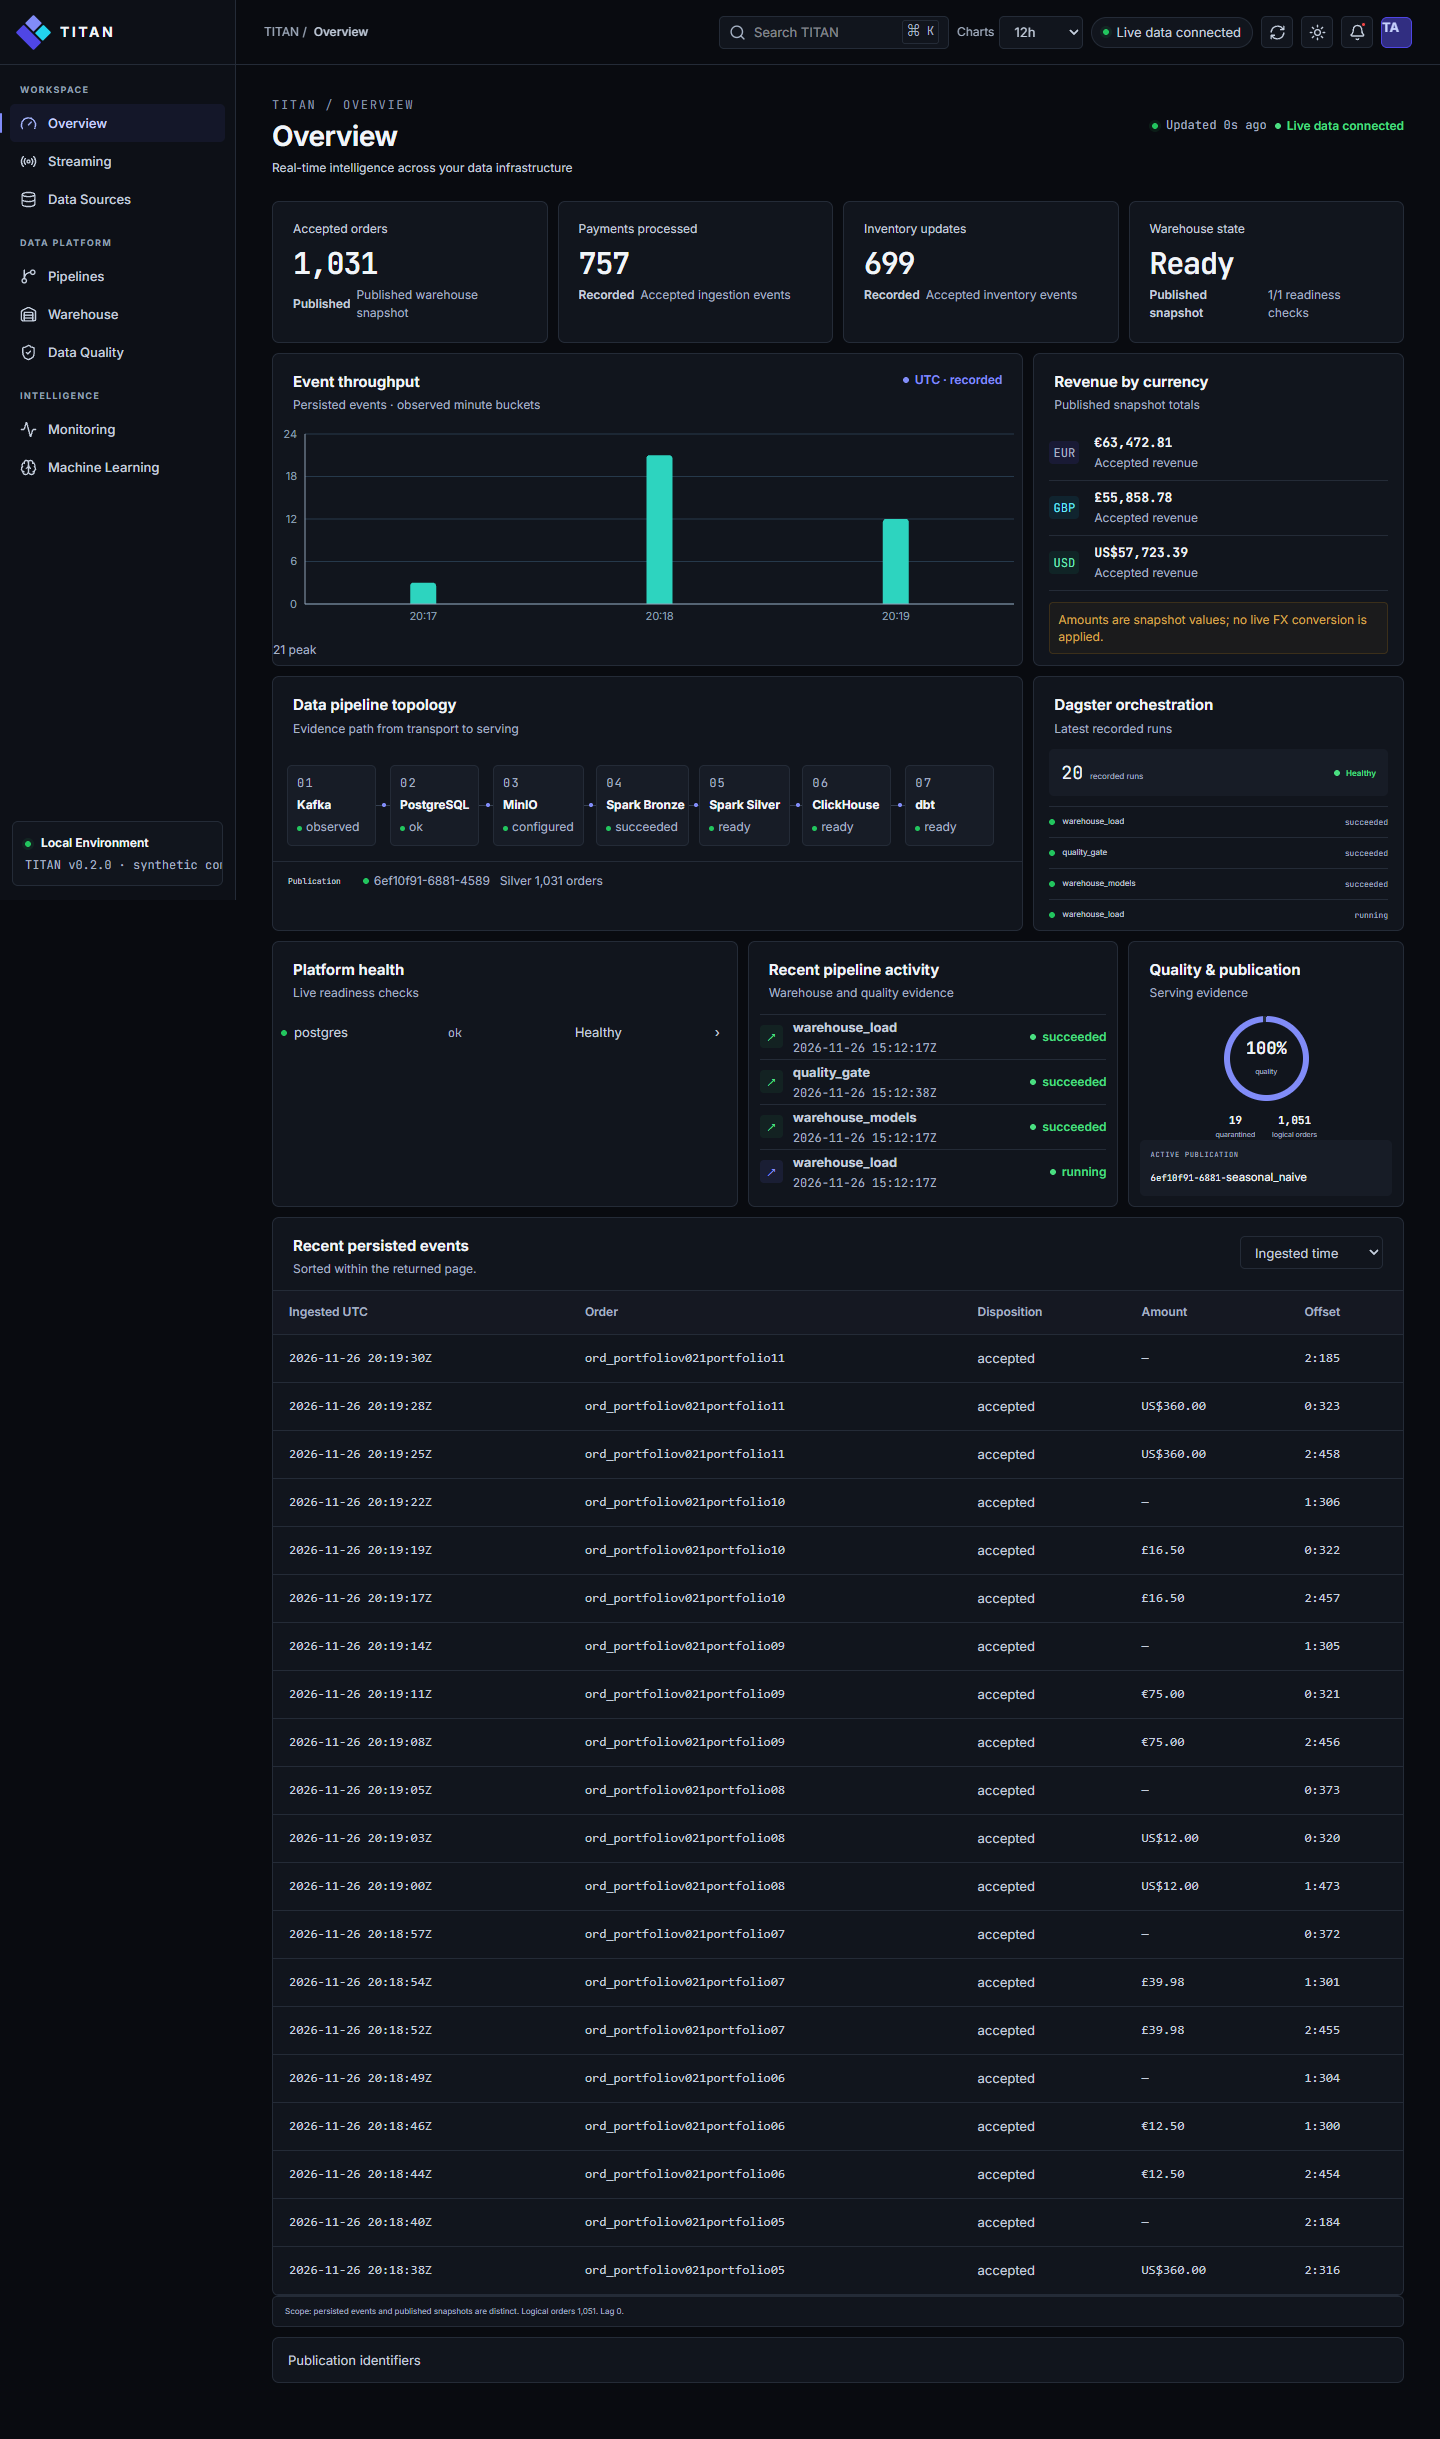 TITAN
TITAN / Overview
Search TITAN
⌘ K
Charts
12h
Live data connected
TA
WORKSPACE
Overview
Streaming
Data Sources
DATA PLATFORM
Pipelines
Warehouse
Data Quality
INTELLIGENCE
Monitoring
Machine Learning
Local Environment
TITAN v0.2.0 · synthetic
TITAN / OVERVIEW
Overview
Real-time intelligence across your data infrastructure
Updated 0s ago
Live data connected
Accepted orders
1,031
Published
Published warehouse
snapshot
Payments processed
757
Recorded Accepted ingestion events
Inventory updates
699
Recorded Accepted inventory events
Warehouse state
Ready
Published
snapshot
1/1 readiness
checks
Event throughput
Persisted events · observed minute buckets
UTC · recorded
24
18
12
6
0
20:17
20:18
20:19
21 peak
Revenue by currency
Published snapshot totals
EUR
€63,472.81
Accepted revenue
GBP
£55,858.78
Accepted revenue
USD
US$57,723.39
Accepted revenue
Amounts are snapshot values; no live FX conversion is
applied.
Data pipeline topology
Evidence path from transport to serving
01
Kafka
observed
02
PostgreSQL
ok
03
MinIO
configured
04
Spark Bronze
succeeded
05
Spark Silver
ready
06
ClickHouse
ready
07
dbt
ready
Publication
6ef10f91-6881-4589
Silver 1,031 orders
Dagster orchestration
Latest recorded runs
20 recorded runs
Healthy
warehouse_load succeeded
quality_gate succeeded
warehouse_models succeeded
warehouse_load running
Platform health
Live readiness checks
postgres ok Healthy ›
Recent pipeline activity
Warehouse and quality evidence
↗ warehouse_load
2026-11-26 15:12:17Z
succeeded
↗ quality_gate
2026-11-26 15:12:38Z
succeeded
↗ warehouse_models
2026-11-26 15:12:17Z
succeeded
↗ warehouse_load
2026-11-26 15:12:17Z
running
Quality & publication
Serving evidence
100%
quality
19
quarantined
1,051
logical orders
ACTIVE PUBLICATION
6ef10f91-6881-seasonal_naive
Recent persisted events
Sorted within the returned page.
Ingested time
Ingested UTC Order Disposition Amount Offset
2026-11-26 20:19:30Z ord_portfoliov021portfolio11 accepted — 2:185
2026-11-26 20:19:28Z ord_portfoliov021portfolio11 accepted US$360.00 0:323
2026-11-26 20:19:25Z ord_portfoliov021portfolio11 accepted US$360.00 2:458
2026-11-26 20:19:22Z ord_portfoliov021portfolio10 accepted — 1:306
2026-11-26 20:19:19Z ord_portfoliov021portfolio10 accepted £16.50 0:322
2026-11-26 20:19:17Z ord_portfoliov021portfolio10 accepted £16.50 2:457
2026-11-26 20:19:14Z ord_portfoliov021portfolio09 accepted — 1:305
2026-11-26 20:19:11Z ord_portfoliov021portfolio09 accepted €75.00 0:321
2026-11-26 20:19:08Z ord_portfoliov021portfolio09 accepted €75.00 2:456
2026-11-26 20:19:05Z ord_portfoliov021portfolio08 accepted — 0:373
2026-11-26 20:19:03Z ord_portfoliov021portfolio08 accepted US$12.00 0:320
2026-11-26 20:19:00Z ord_portfoliov021portfolio08 accepted US$12.00 1:473
2026-11-26 20:18:57Z ord_portfoliov021portfolio07 accepted — 0:372
2026-11-26 20:18:54Z ord_portfoliov021portfolio07 accepted £39.98 1:301
2026-11-26 20:18:52Z ord_portfoliov021portfolio07 accepted £39.98 2:455
2026-11-26 20:18:49Z ord_portfoliov021portfolio06 accepted — 1:304
2026-11-26 20:18:46Z ord_portfoliov021portfolio06 accepted €12.50 1:300
2026-11-26 20:18:44Z ord_portfoliov021portfolio06 accepted €12.50 2:454
2026-11-26 20:18:40Z ord_portfoliov021portfolio05 accepted — 2:184
2026-11-26 20:18:38Z ord_portfoliov021portfolio05 accepted US$360.00 2:316
Scope: persisted events and published snapshots are distinct. Logical orders 1,051. Lag 0.
Publication identifiers